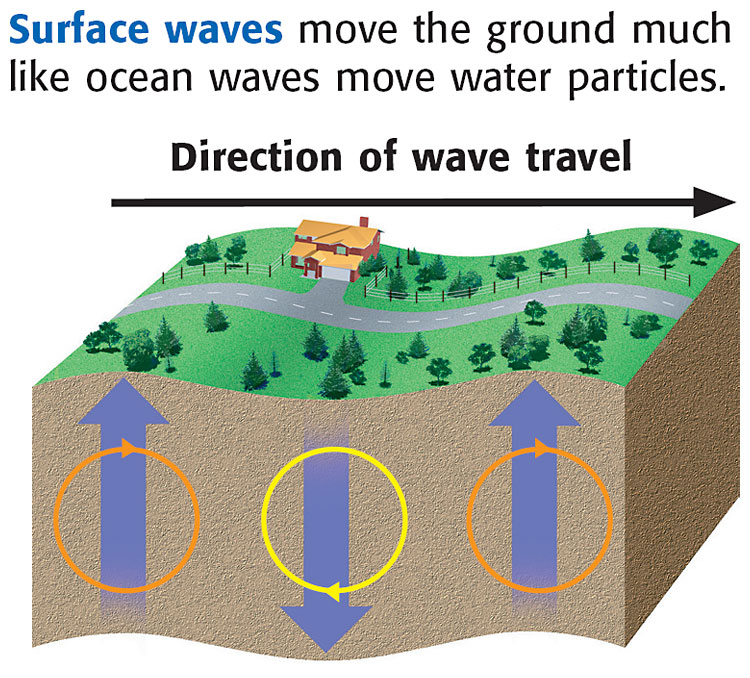 Surface waves move the ground much
like ocean waves move water particles.
Direction of wave travel